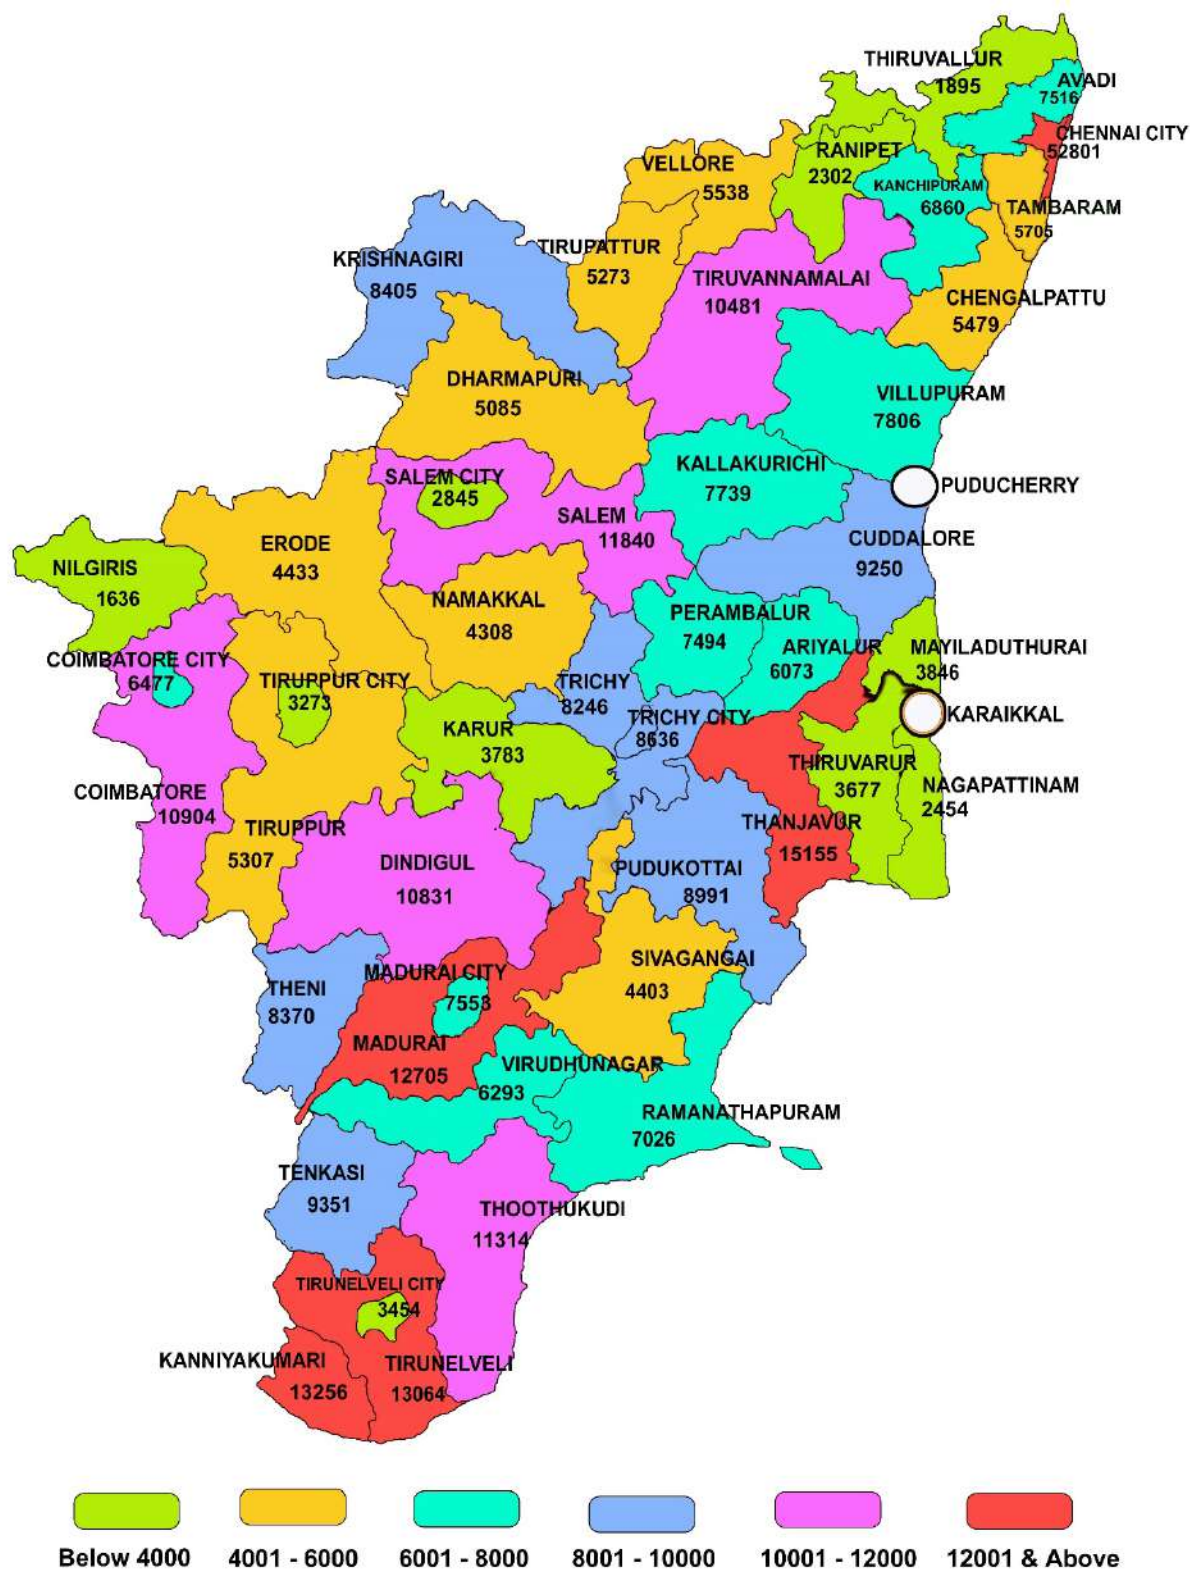 THIRUVALLUR
1895
AVADI
7516
CHENNAI CITY
52801
RANIPET
2302
VELLORE
5538
KANCHIPURAM
6860
TAMBARAM
5705
TIRUPATTUR
5273
KRISHNAGIRI
8405
TIRUVANNAMALAI
10481
CHENGALPATTU
5479
DHARMAPURI
5085
VILLUPURAM
7806
KALLAKURICHI
7739
SALEM CITY
2845
PUDUCHERRY
SALEM
11840
CUDDALORE
9250
ERODE
4433
NILGIRIS
1636
NAMAKKAL
4308
PERAMBALUR
7494
ARIYALUR
6073
MAYILADUTHURAI
3846
COIMBATORE CITY
6477
TIRUPPUR CITY
3273
TRICHY
8246
TRICHY CITY
8636
KARAIKKAL
KARUR
3783
THIRUVARUR
3677
NAGAPATTINAM
2454
COIMBATORE
10904
TIRUPPUR
5307
THANJAVUR
15155
DINDIGUL
10831
PUDUKOTTAI
8991
SIVAGANGAI
4403
MADURAI CITY
7553
THENI
8370
MADURAI
12705
VIRUDHUNAGAR
6293
RAMANATHAPURAM
7026
TENKASI
9351
THOOTHUKUDI
11314
TIRUNELVELI CITY
3454
KANNIYAKUMARI
13256
TIRUNELVELI
13064
Below 4000
4001 - 6000
6001 - 8000
8001 - 10000
10001 - 12000
12001 & Above